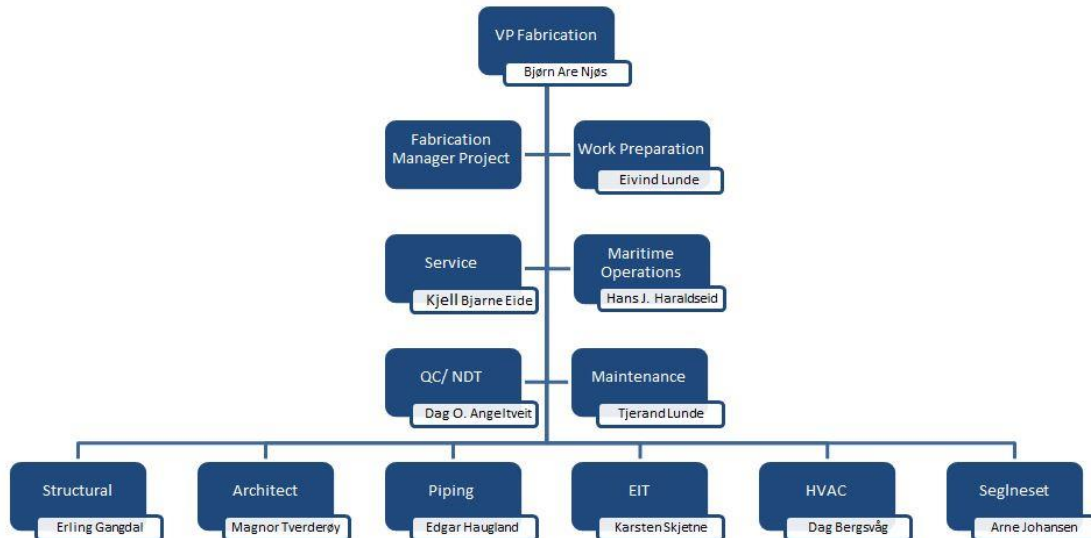 VP Fabrication
Bjørn Are Njøs
Fabrication
Manager Project
Work Preparation
Eivind Lunde
Service
Kjell Bjarne Eide
Maritime
Operations
Hans J. Haraldseid
QC/ NDT
Dag O. Angeltveit
Maintenance
Tjerand Lunde
Structural
Erling Gangdal
Architect
Magnor Tverderøy
Piping
Edgar Haugland
EIT
Karsten Skjetne
HVAC
Dag Bergsvåg
Seglneset
Arne Johansen